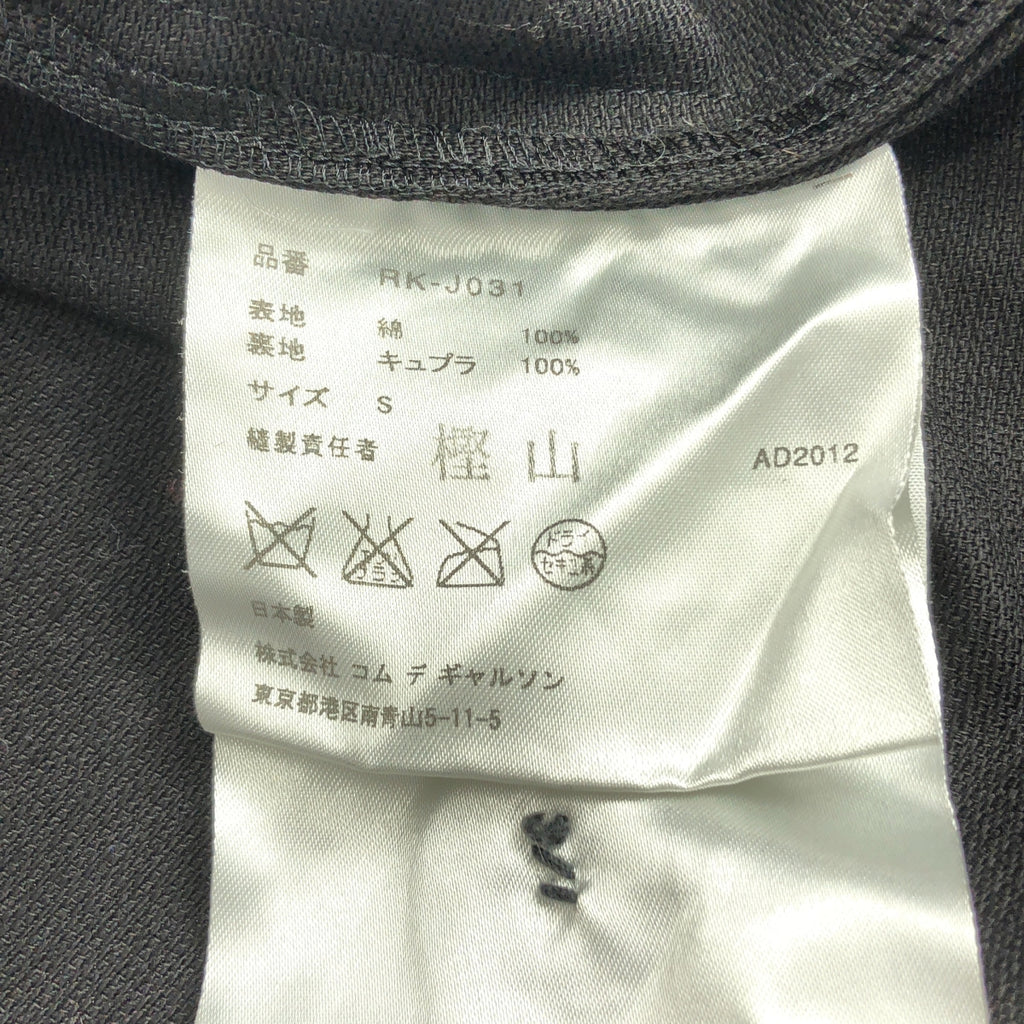 品番 RK-J031
表地 綿 100%
裏地 キュプラ 100%
サイズ S
縫製責任者 樫山 AD2012
ドライ
セキユ系
日本製
株式会社 コム デ ギャルソン
東京都港区南青山5-11-5